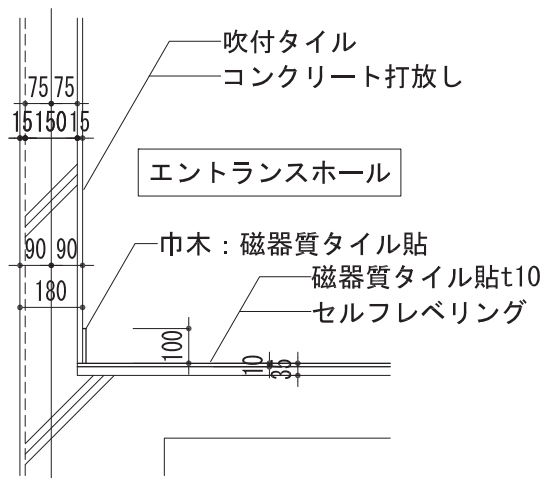 吹付タイル
コンクリート打放し
75 75
15 150 15
エントランスホール
巾木：磁器質タイル貼
90 90
磁器質タイル貼t10
180
セルフレベリング
100
10
35